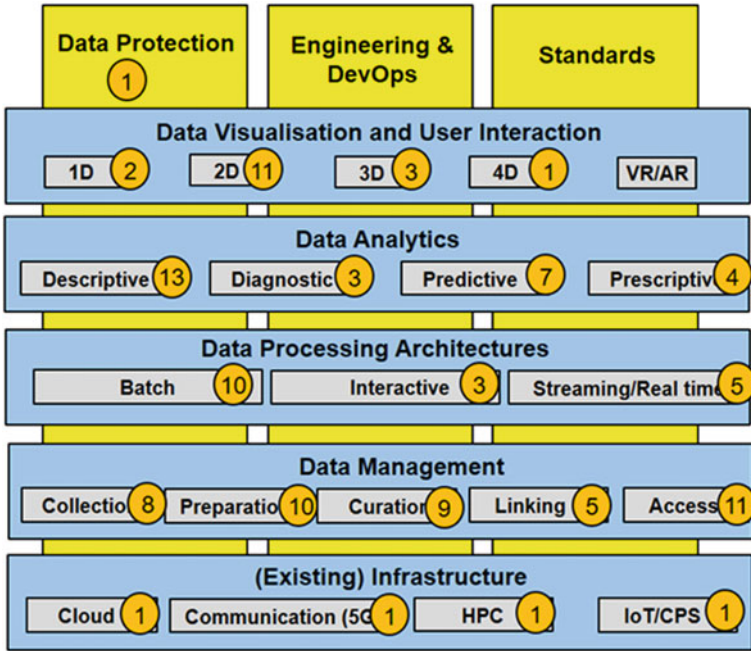 Data Protection
1
Engineering &
DevOps
Standards
Data Visualisation and User Interaction
1D 2 2D 11 3D 3 4D 1 VR/AR
Data Analytics
Descriptive 13 Diagnostic 3 Predictive 7 Prescriptiv 4
Data Processing Architectures
Batch 10 Interactive 3 Streaming/Real time 5
Data Management
Collectio 8 Preparatio 10 Curation 9 Linking 5 Access 11
(Existing) Infrastructure
Cloud 1 Communication (5G 1 HPC 1 IoT/CPS 1